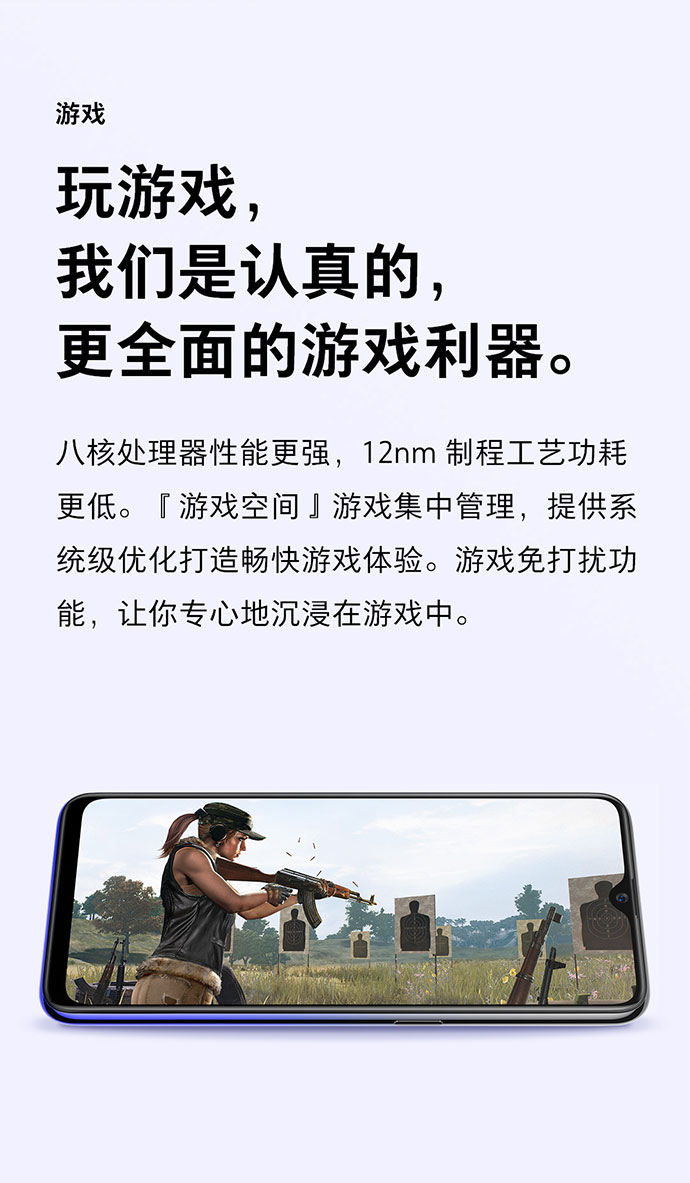 游戏
玩游戏，
我们是认真的，
更全面的游戏利器。
八核处理器性能更强，12nm 制程工艺功耗
更低。『游戏空间』游戏集中管理，提供系
统级优化打造畅快游戏体验。游戏免打扰功
能，让你专心地沉浸在游戏中。